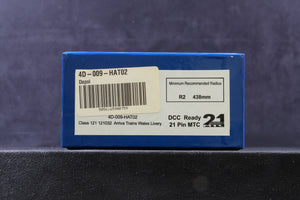 4D-009-HAT02
Depol
Minimum Recommended Radius
R2 438mm
4D-009-HAT02
Class 121 121032 Arriva Trains Wales Livery
DCC Ready
21 Pin MTC
21